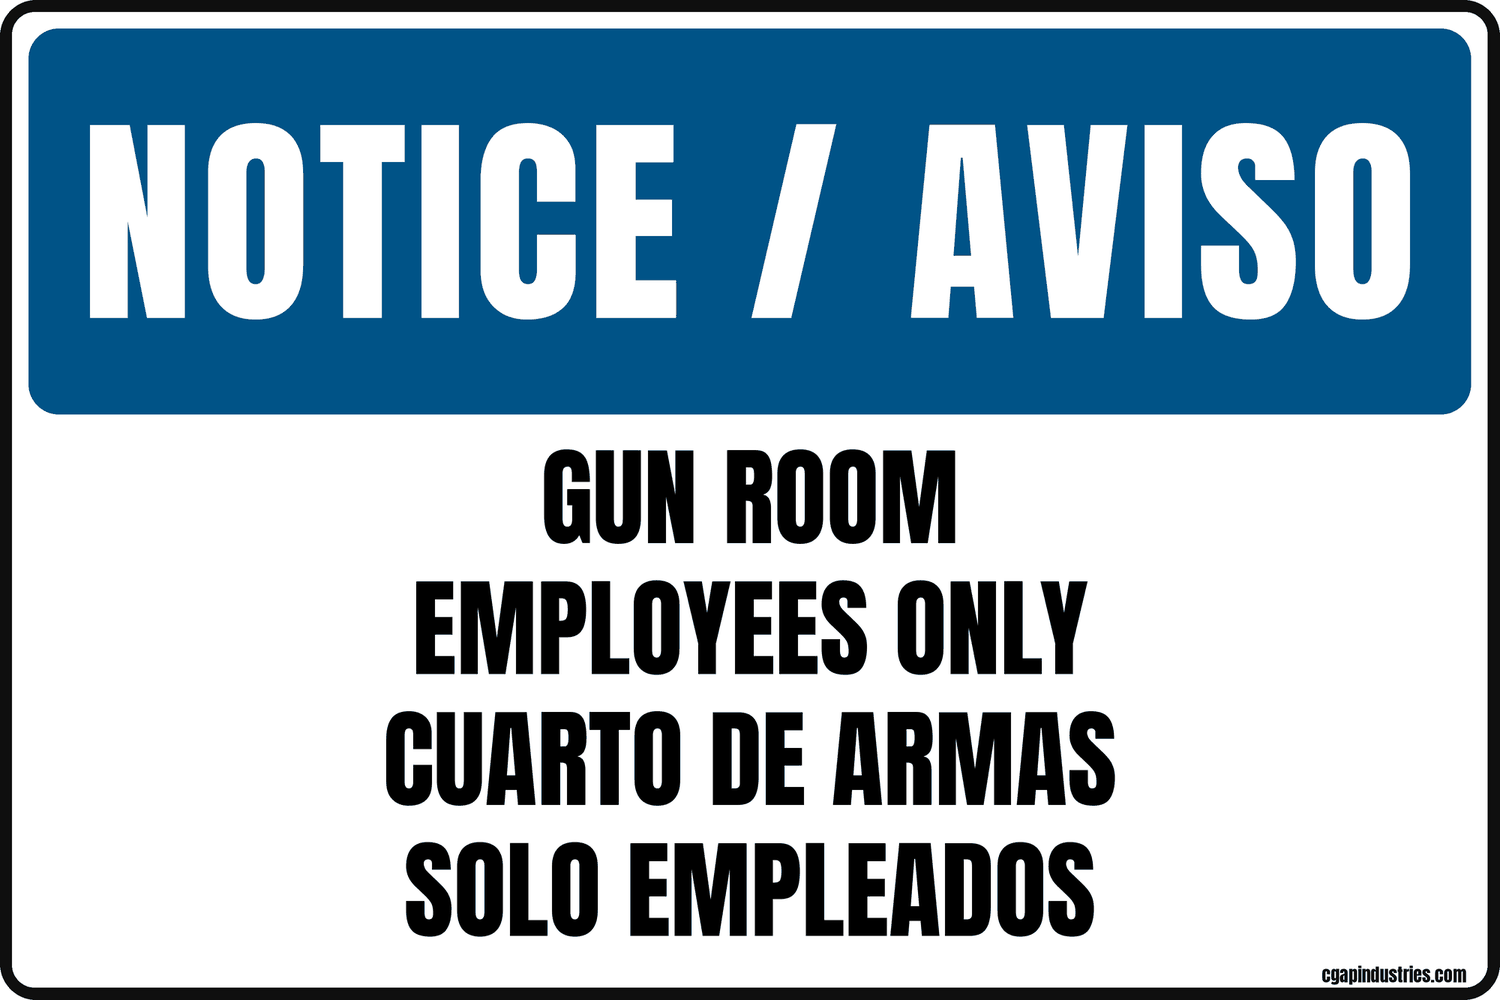 NOTICE / AVISO
GUN ROOM
EMPLOYEES ONLY
CUARTO DE ARMAS
SOLO EMPLEADOS
cgapindustries.com